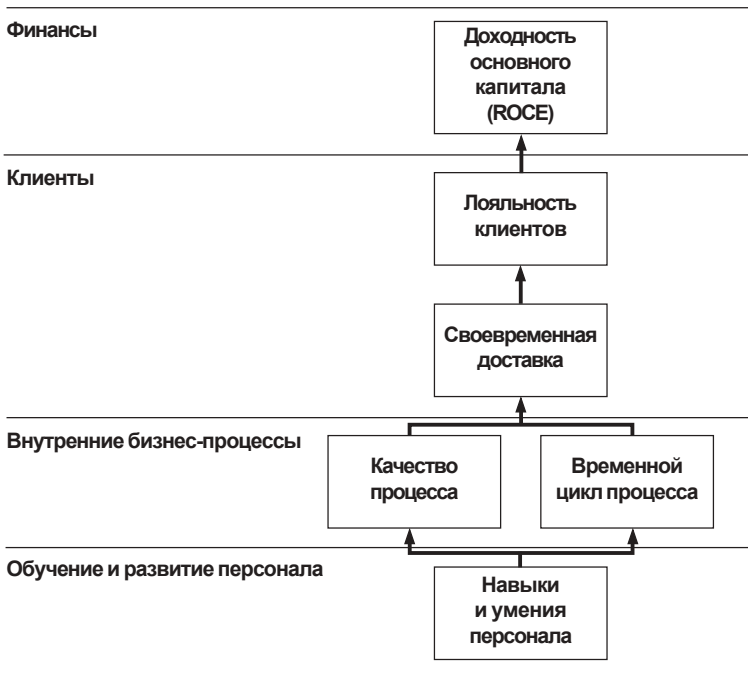 Финансы
Доходность
основного
капитала
(ROCE)
Клиенты
Лояльность
клиентов
Своевременная
доставка
Внутренние бизнес-процессы
Качество
процесса
Временной
цикл процесса
Обучение и развитие персонала
Навыки
и умения
персонала